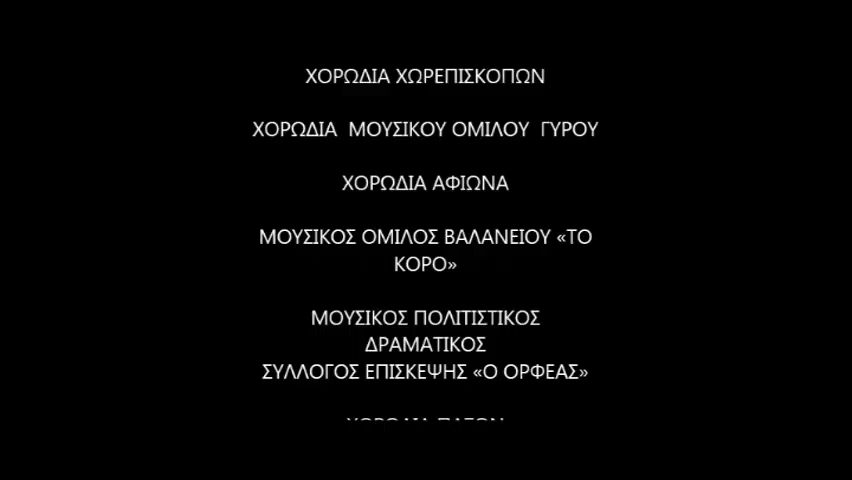 ΧΟΡΩΔΙΑ ΧΩΡΕΠΙΣΚΟΠΩΝ
ΧΟΡΩΔΙΑ ΜΟΥΣΙΚΟΥ ΟΜΙΛΟΥ ΓΥΡΟΥ
ΧΟΡΩΔΙΑ ΑΦΙΩΝΑ
ΜΟΥΣΙΚΟΣ ΟΜΙΛΟΣ ΒΑΛΑΝΕΙΟΥ «ΤΟ
ΚΟΡΟ»
ΜΟΥΣΙΚΟΣ ΠΟΛΙΤΙΣΤΙΚΟΣ
ΔΡΑΜΑΤΙΚΟΣ
ΣΥΛΛΟΓΟΣ ΕΠΙΣΚΕΨΗΣ «Ο ΟΡΦΕΑΣ»
ΧΟΡΩΔΙΑ